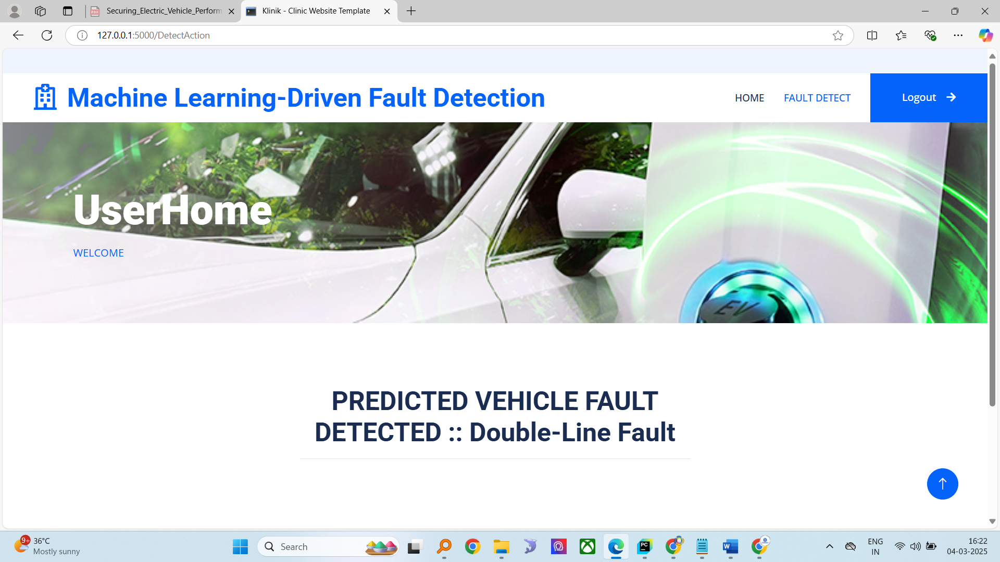 Securing_Electric_Vehicle_Perform
Klinik - Clinic Website Template
127.0.0.1:5000/DetectAction
Machine Learning-Driven Fault Detection
HOME
FAULT DETECT
Logout
UserHome
WELCOME
EV
PREDICTED VEHICLE FAULT
DETECTED :: Double-Line Fault
9+
36°C
Mostly sunny
Search
PC
W
ENG
IN
16:22
04-03-2025